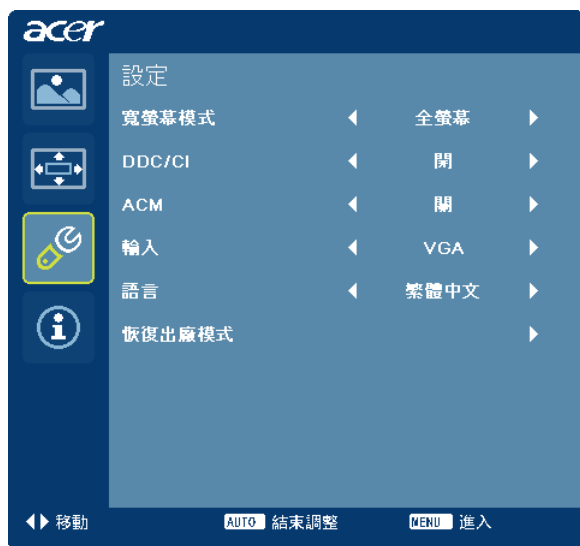 acer
設定
寬螢幕模式 全螢幕
DDC/CI 開
ACM 關
輸入 VGA
語言 繁體中文
恢復出廠模式
移動 AUTO 結束調整 MENU 進入